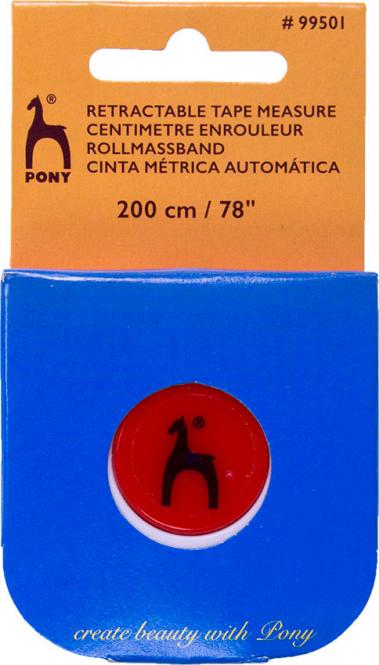 # 99501
®
RETRACTABLE TAPE MEASURE
CENTIMETRE ENROULEUR
ROLLMASSBAND
CINTA MÉTRICA AUTOMÁTICA
PONY
200 cm / 78"
®
create beauty with Pony